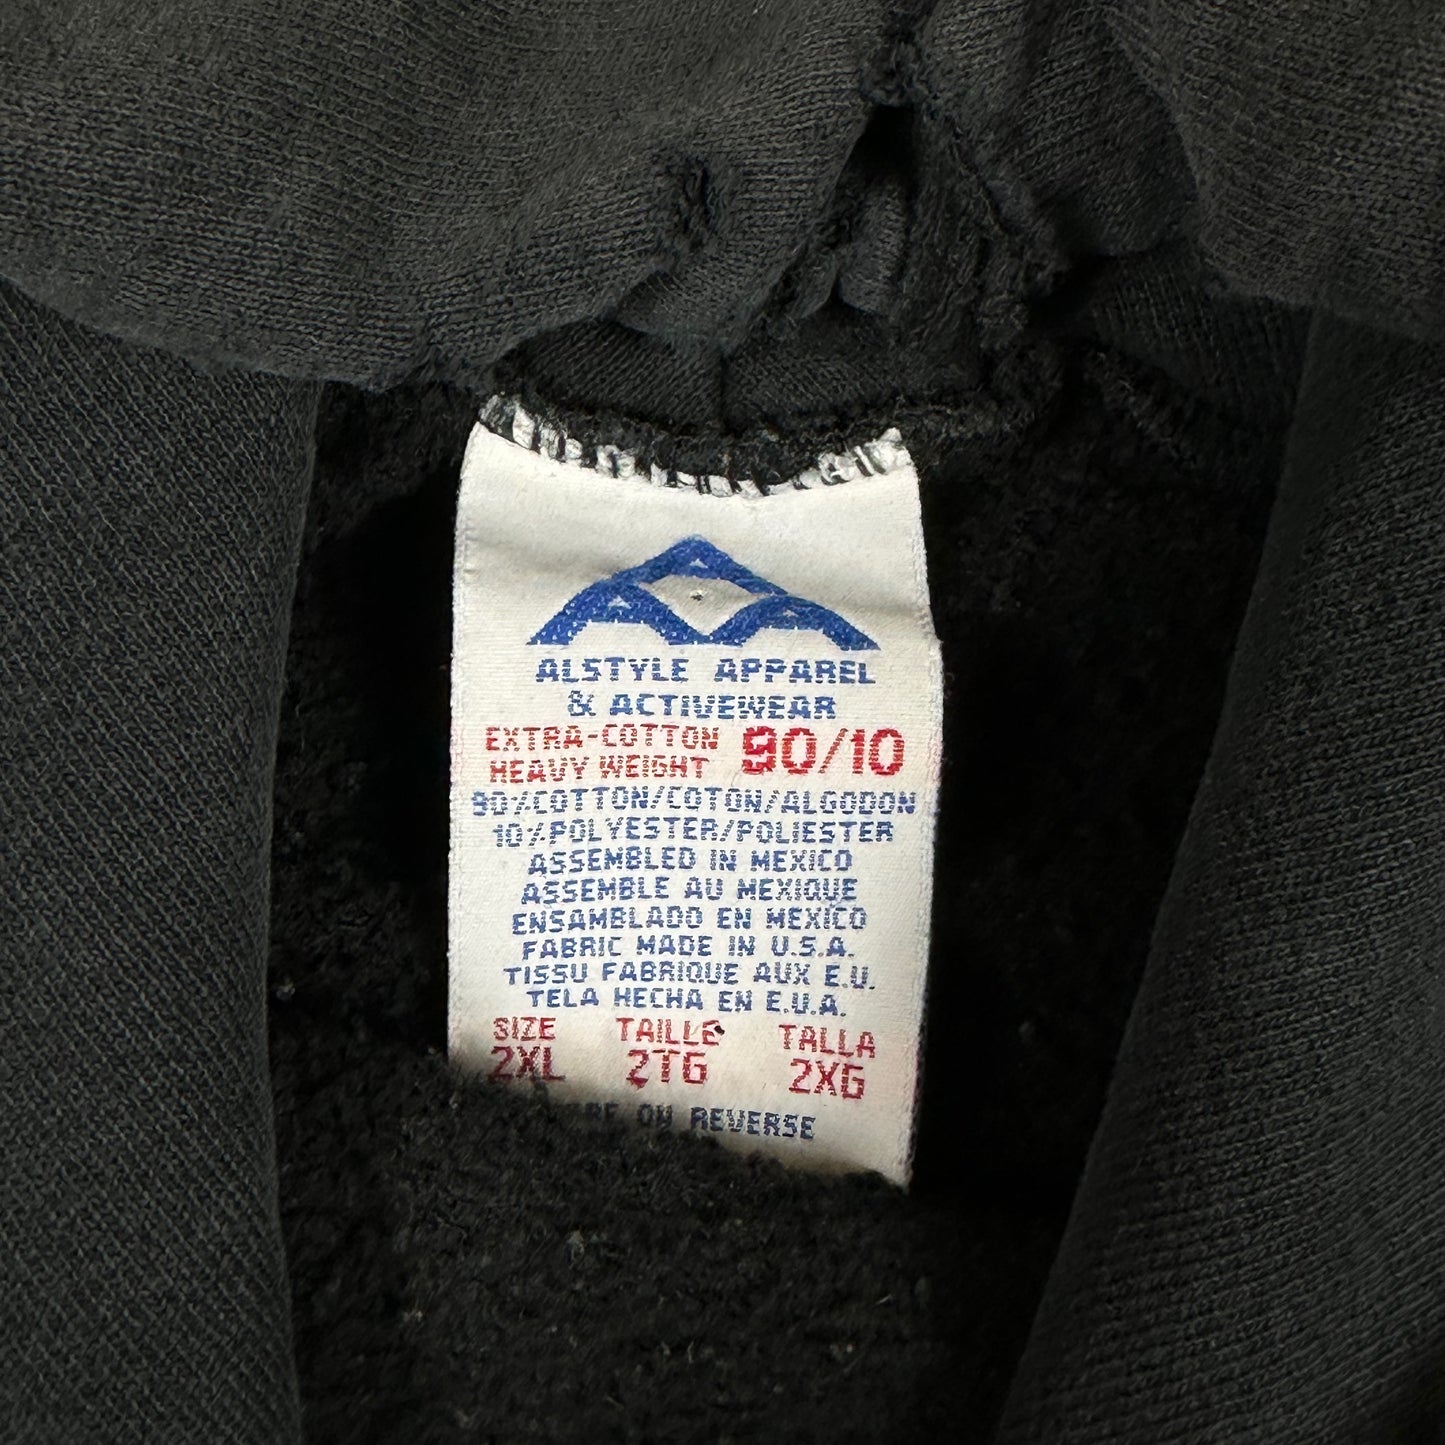 ALSTYLE APPAREL
& ACTIVEWEAR
EXTRA-COTTON 90/10
HEAVY WEIGHT
90%COTTON/COTON/ALGODON
10%POLYESTER/POLIESTER
ASSEMBLED IN MEXICO
ASSEMBLE AU MEXIQUE
ENSAMBLADO EN MEXICO
FABRIC MADE IN U.S.A.
TISSU FABRIQUE AUX E.U.
TELA HECHA EN E.U.A.
SIZE TAILLE TALLA
2XL 2TG 2XG
ON REVERSE